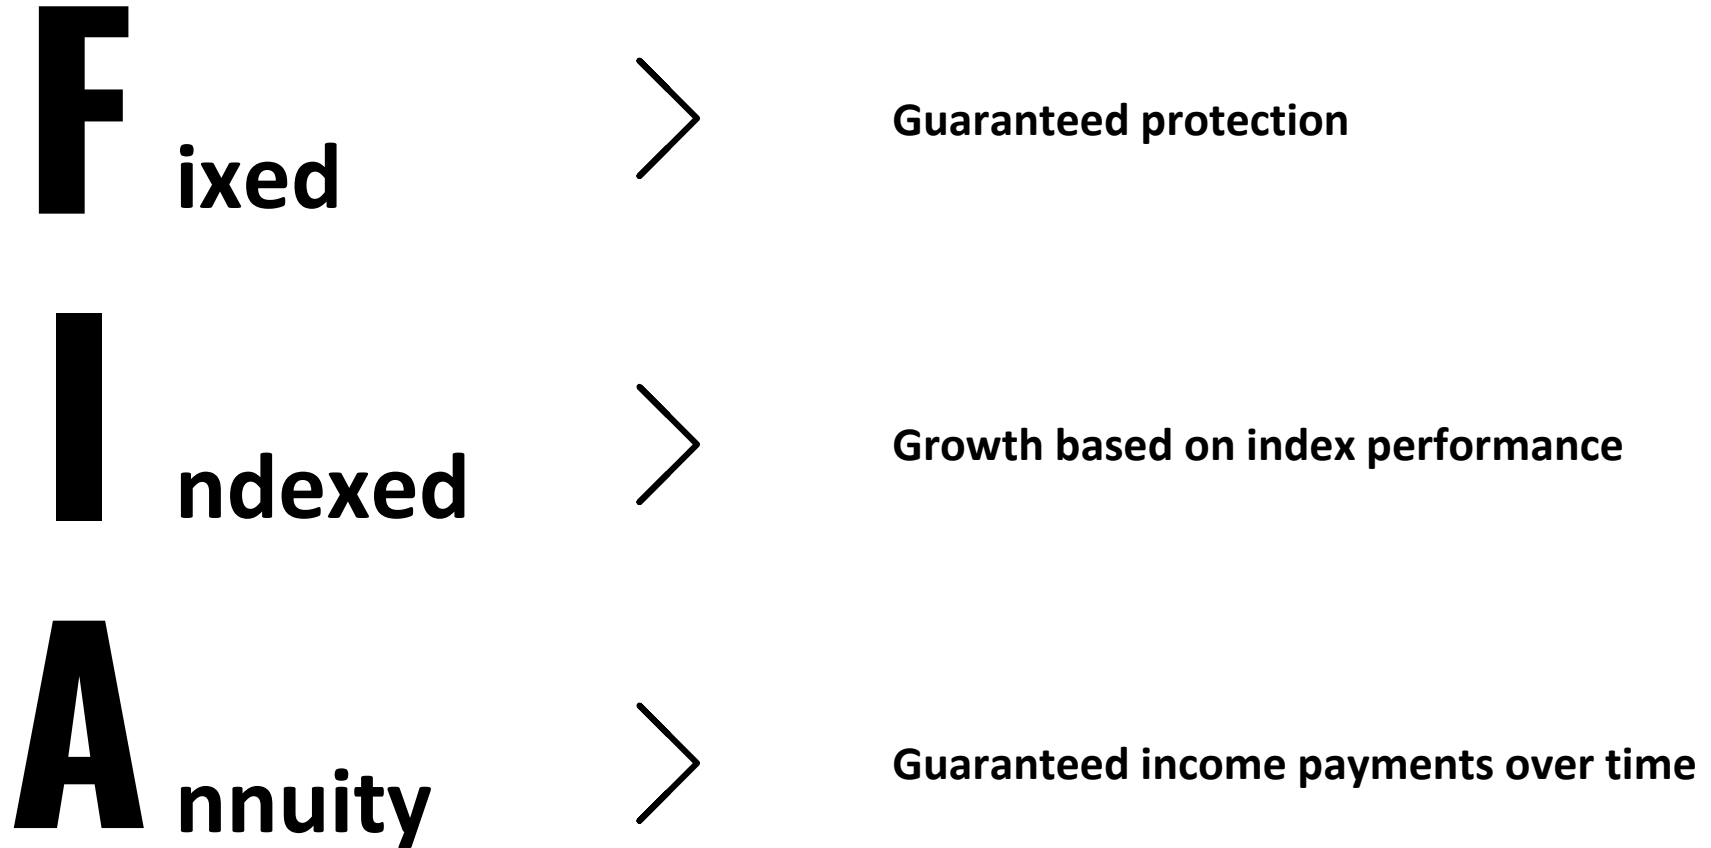 Fixed
Guaranteed protection
Indexed
Growth based on index performance
Annuity
Guaranteed income payments over time